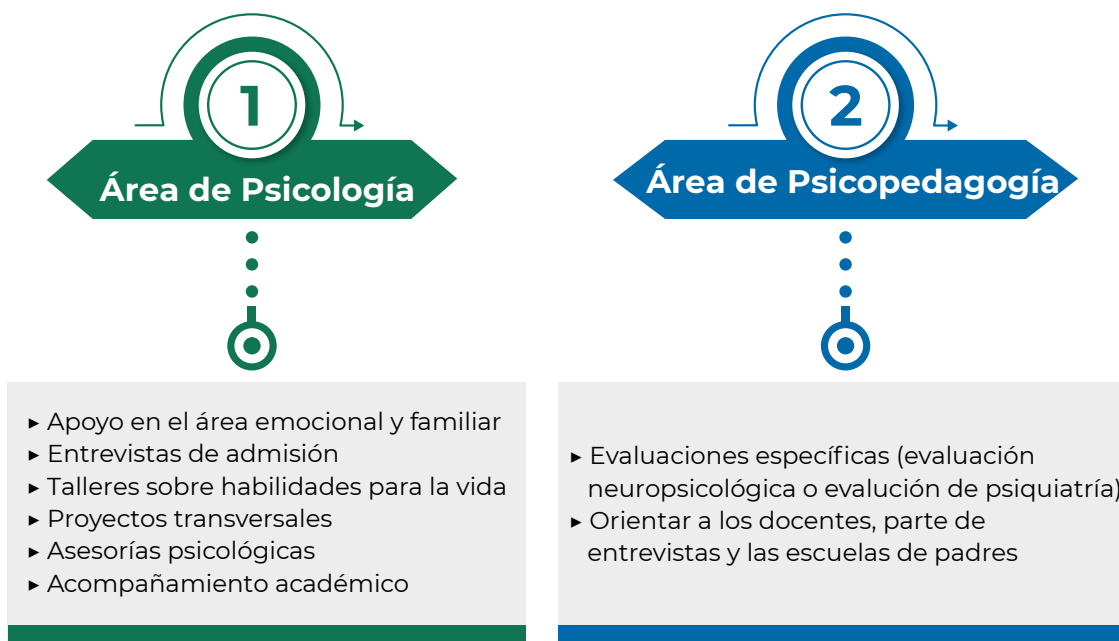 1
Área de Psicología
▸ Apoyo en el área emocional y familiar
▸ Entrevistas de admisión
▸ Talleres sobre habilidades para la vida
▸ Proyectos transversales
▸ Asesorías psicológicas
▸ Acompañamiento académico
2
Área de Psicopedagogía
▸ Evaluaciones específicas (evaluación
neuropsicológica o evalución de psiquiatría)
▸ Orientar a los docentes, parte de
entrevistas y las escuelas de padres